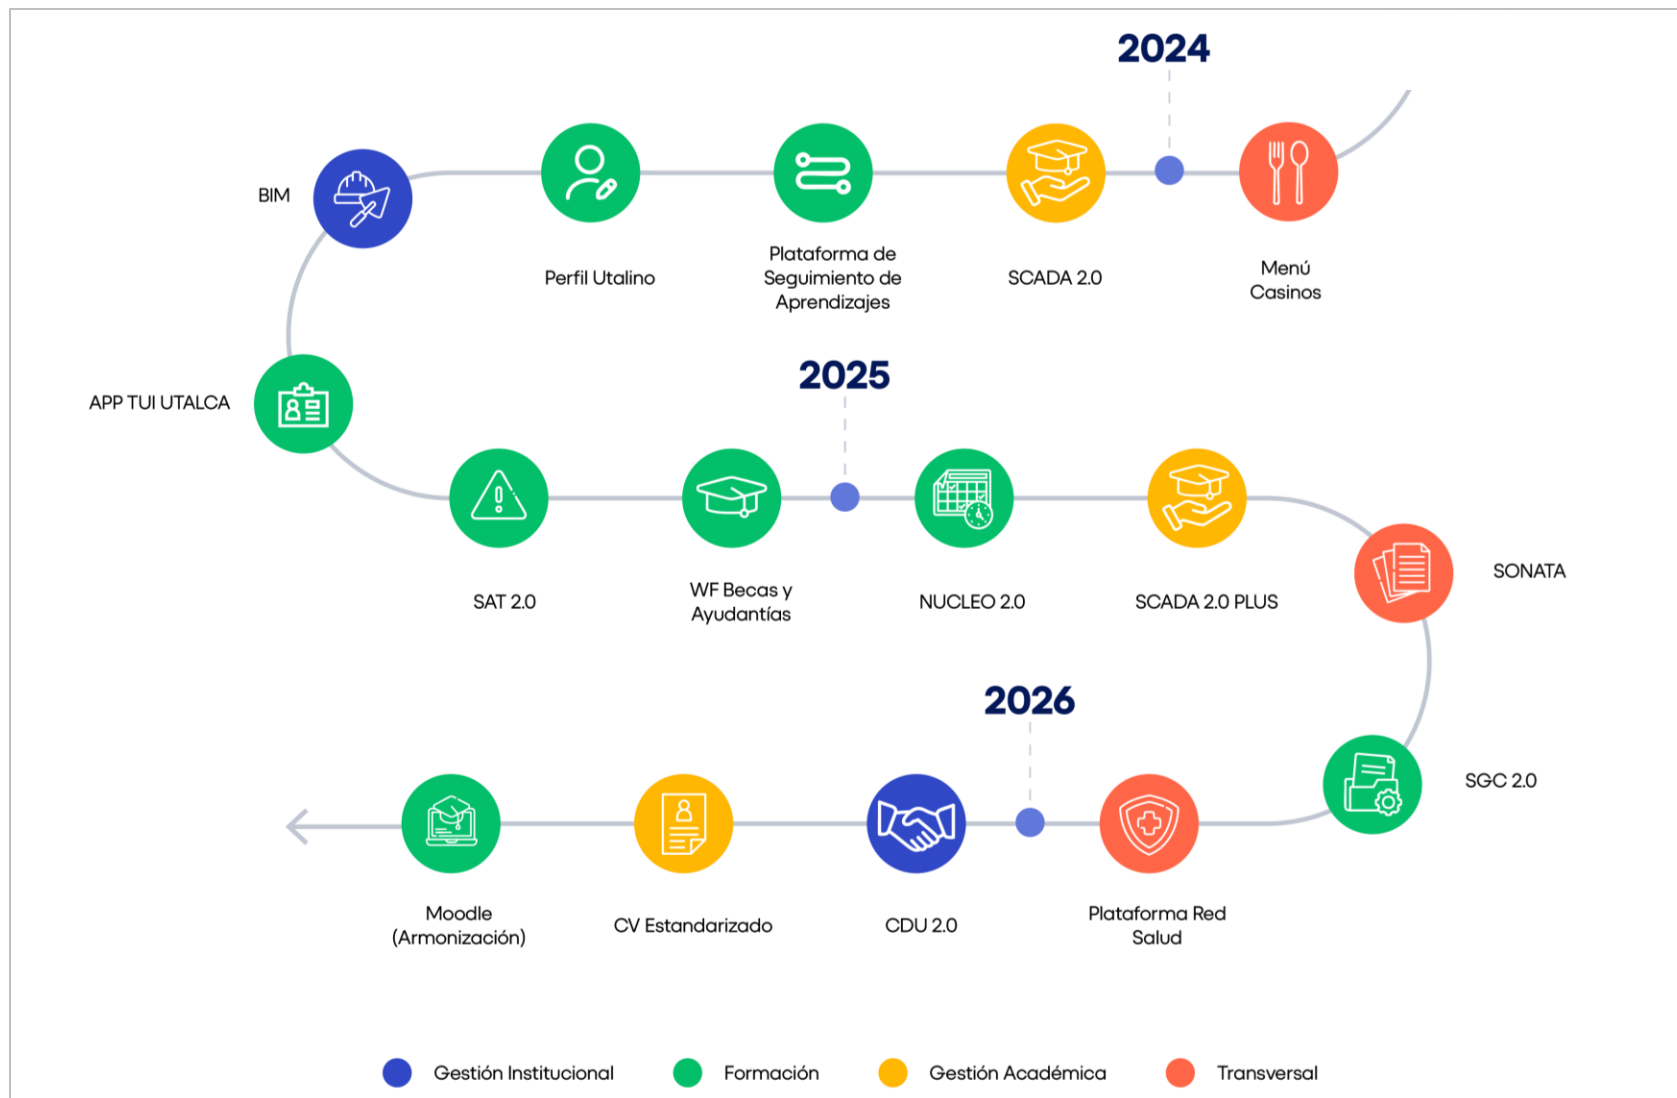 2024
BIM
Perfil Utalino
Plataforma de
Seguimiento de
Aprendizajes
SCADA 2.0
Menú
Casinos
2025
APP TUI UTALCA
SAT 2.0
WF Becas y
Ayudantías
NUCLEO 2.0
SCADA 2.0 PLUS
SONATA
2026
SGC 2.0
Moodle
(Armonización)
CV Estandarizado
CDU 2.0
Plataforma Red
Salud
Gestión Institucional
Formación
Gestión Académica
Transversal